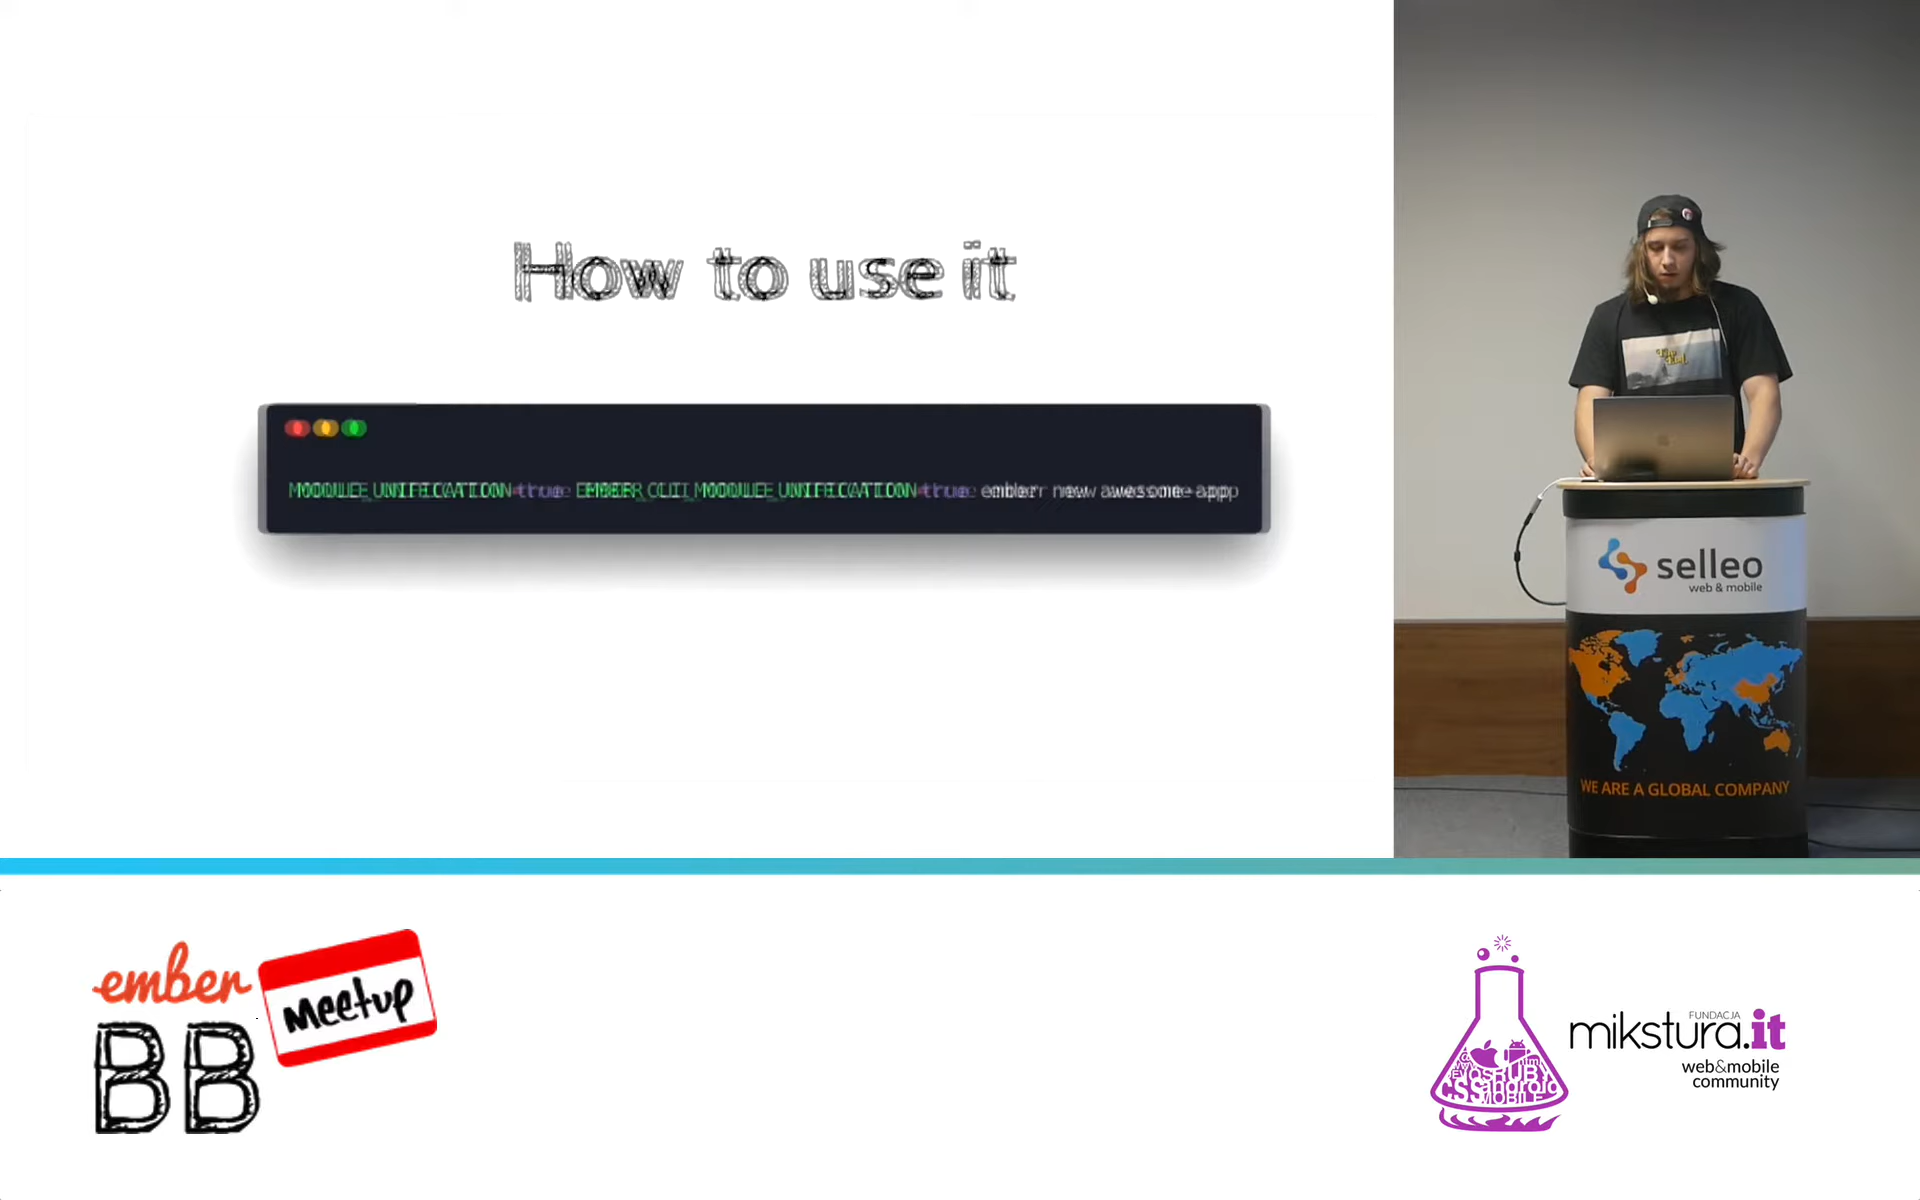 How to use it
MODULE_UNIFICATION=true EMBER_CLI_MODULE_UNIFICATION=true ember new awesome-app
selleo
web & mobile
WE ARE A GLOBAL COMPANY
ember
BB
Meetup
FUNDACJA
mikstura.it
web&mobile
community